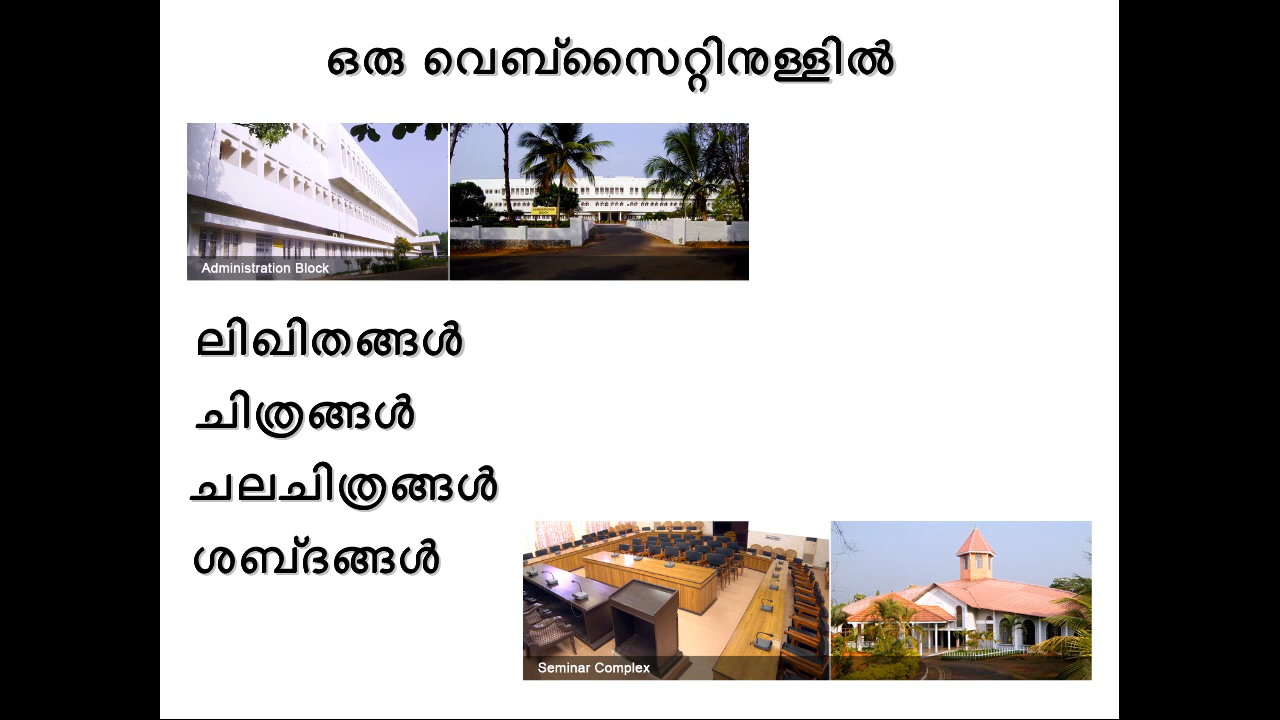 ഒരു വെബ്സൈറ്റിനുള്ളിൽ
Administration Block
ലിഖിതങ്ങൾ
ചിത്രങ്ങൾ
ചലചിത്രങ്ങൾ
ശബ്ദങ്ങൾ
Seminar Complex